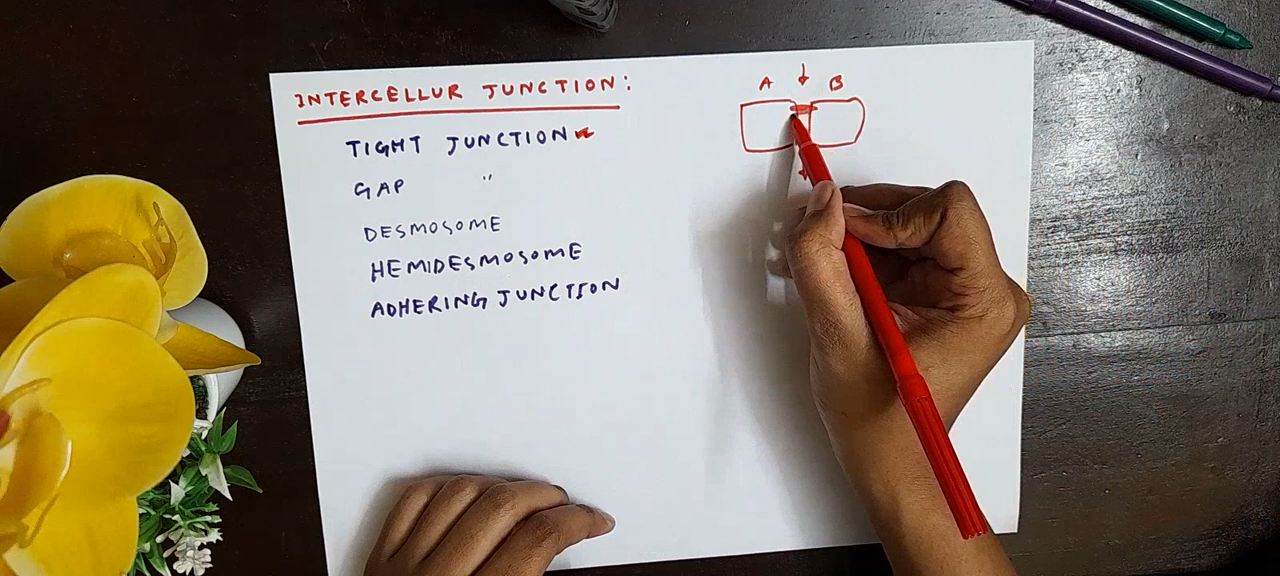 INTERCELLUR JUNCTION:
TIGHT JUNCTION
GAP "
DESMOSOME
HEMIDESMOSOME
ADHERING JUNCTION
A B